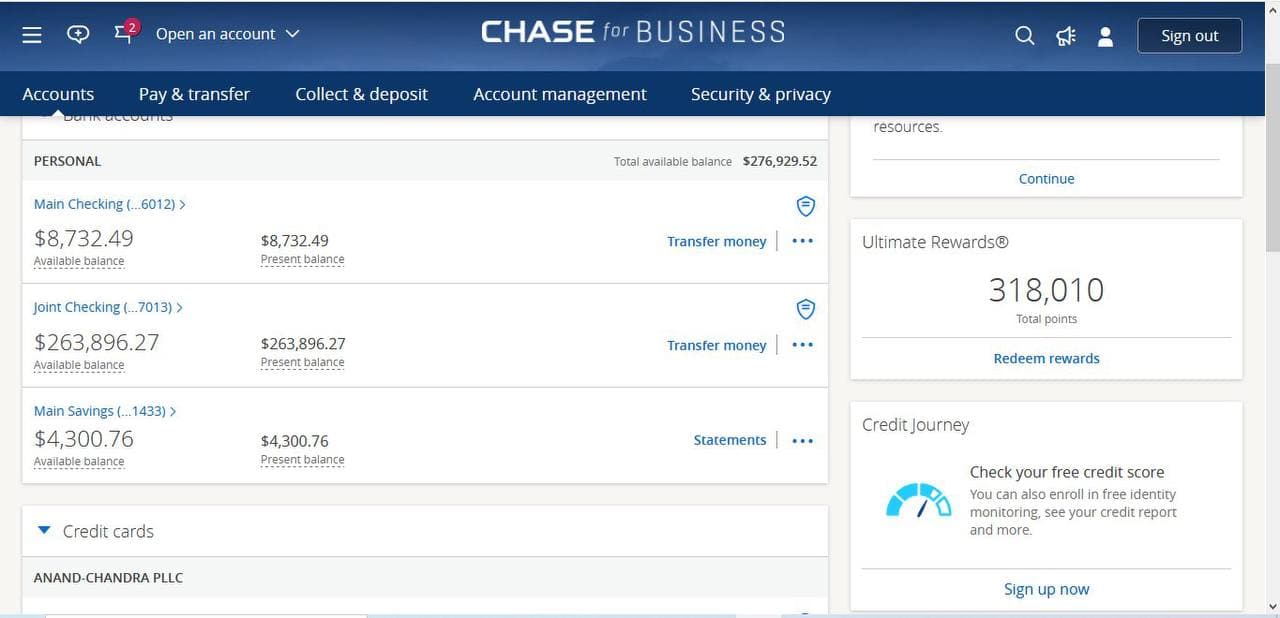 2
Open an account
CHASE for BUSINESS
Sign out
Accounts
Pay & transfer
Collect & deposit
Account management
Security & privacy
Bank accounts
PERSONAL
Total available balance $276,929.52
Main Checking (...6012)
$8,732.49
Available balance
$8,732.49
Present balance
Transfer money
Joint Checking (...7013)
$263,896.27
Available balance
$263,896.27
Present balance
Transfer money
Main Savings (...1433)
$4,300.76
Available balance
$4,300.76
Present balance
Statements
Credit cards
ANAND-CHANDRA PLLC
resources.
Continue
Ultimate Rewards®
318,010
Total points
Redeem rewards
Credit Journey
Check your free credit score
You can also enroll in free identity
monitoring, see your credit report
and more.
Sign up now